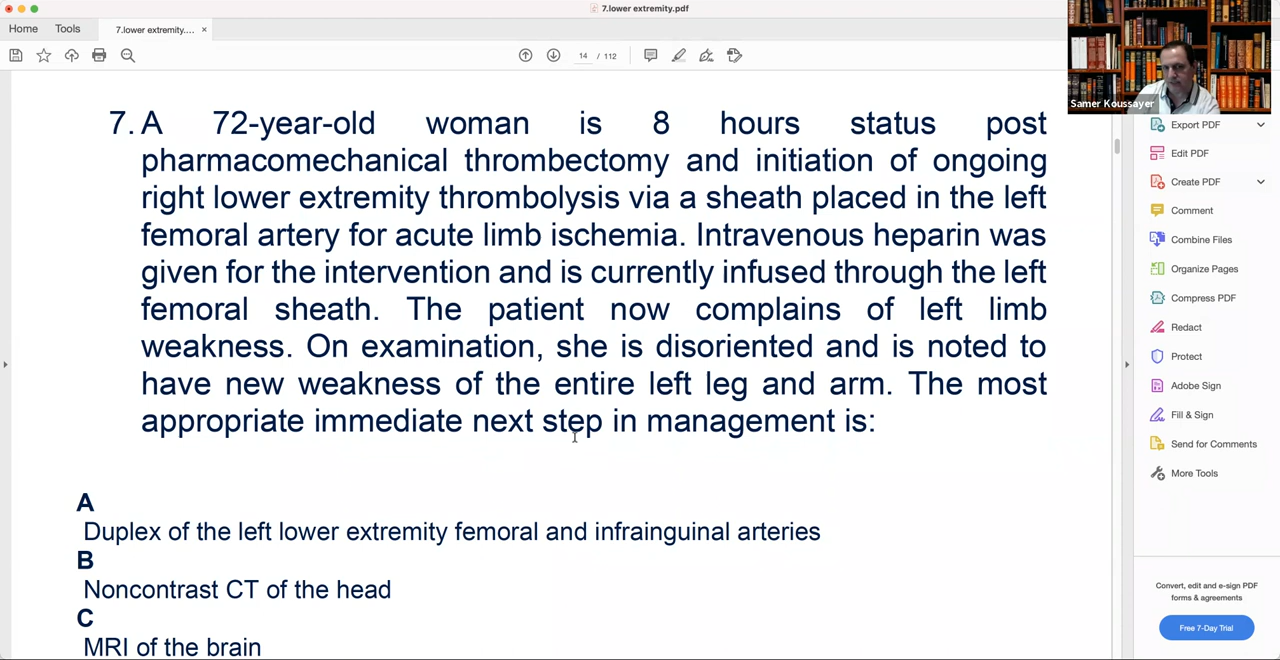 7.lower extremity.pdf
Home Tools 7.lower extremity.... ×
14 / 112
Samer Koussayer
7. A 72-year-old woman is 8 hours status post
pharmacomechanical thrombectomy and initiation of ongoing
right lower extremity thrombolysis via a sheath placed in the left
femoral artery for acute limb ischemia. Intravenous heparin was
given for the intervention and is currently infused through the left
femoral sheath. The patient now complains of left limb
weakness. On examination, she is disoriented and is noted to
have new weakness of the entire left leg and arm. The most
appropriate immediate next step in management is:
A
Duplex of the left lower extremity femoral and infrainguinal arteries
B
Noncontrast CT of the head
C
MRI of the brain
Export PDF
Edit PDF
Create PDF
Comment
Combine Files
Organize Pages
Compress PDF
Redact
Protect
Adobe Sign
Fill & Sign
Send for Comments
More Tools
Convert, edit and e-sign PDF
forms & agreements
Free 7-Day Trial